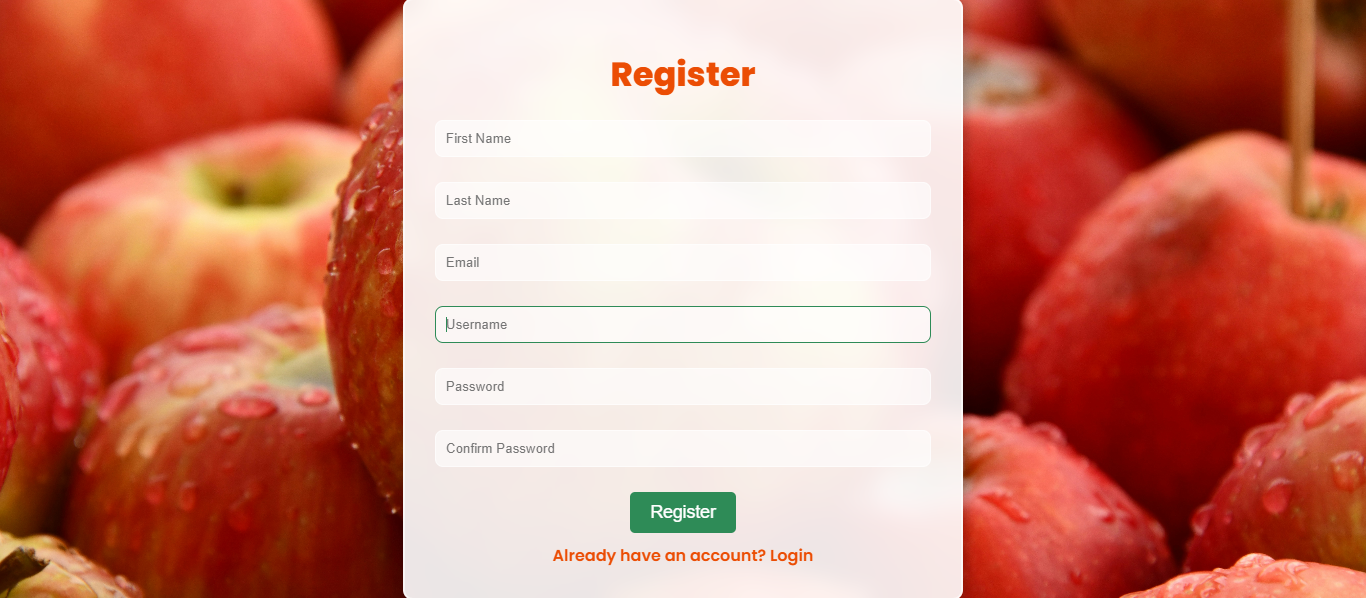 Register
First Name
Last Name
Email
Username
Password
Confirm Password
Register
Already have an account? Login